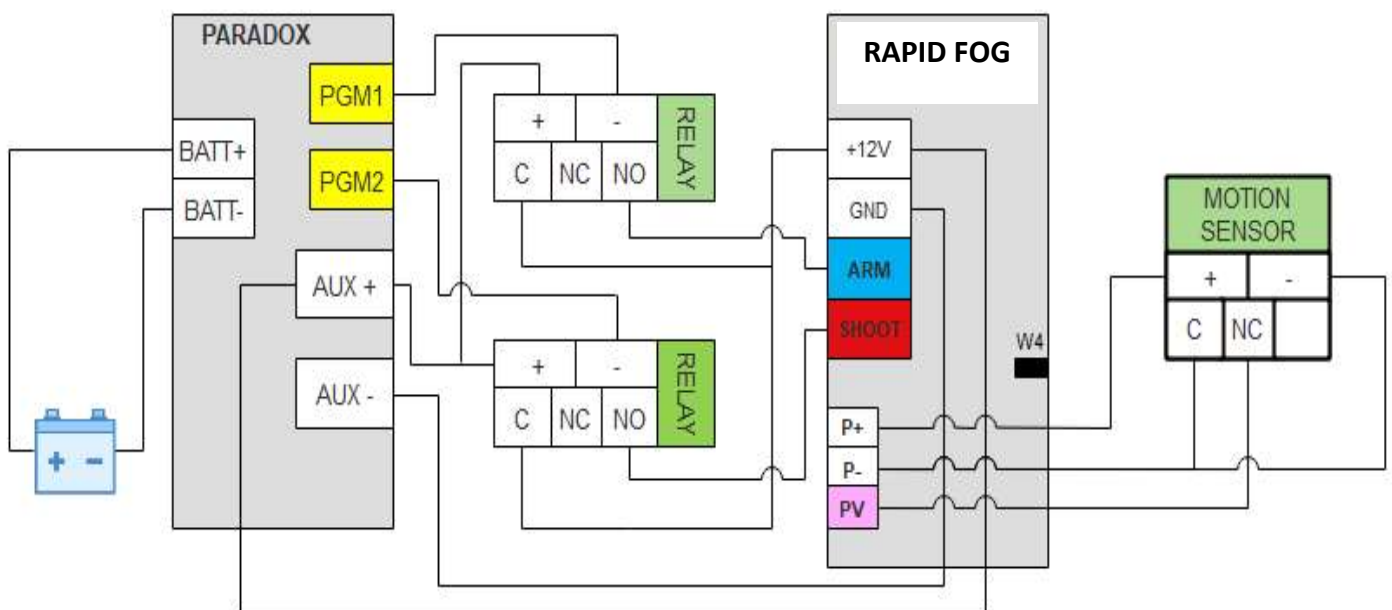 PARADOX
PGM1
PGM2
BATT+
BATT-
AUX +
AUX -
+ -
+ -
C NC NO
RELAY
+ -
C NC NO
RELAY
RAPID FOG
+12V
GND
ARM
SHOOT
W4
P+
P-
PV
MOTION
SENSOR
+ -
C NC